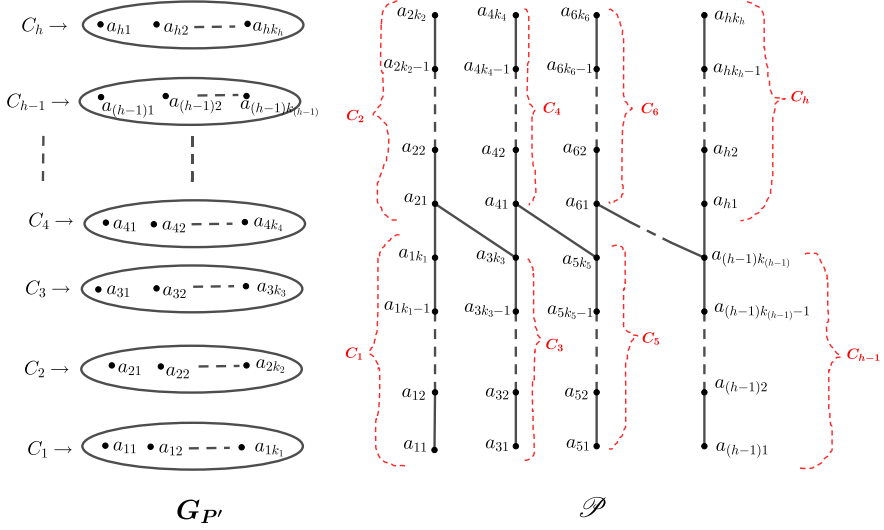 C_h → a_{h1} a_{h2} a_{hk_h}
C_{h−1} → a_{(h−1)1} a_{(h−1)2} a_{(h−1)k_{(h−1)}}
C_4 → a_{41} a_{42} a_{4k_4}
C_3 → a_{31} a_{32} a_{3k_3}
C_2 → a_{21} a_{22} a_{2k_2}
C_1 → a_{11} a_{12} a_{1k_1}
G_{P′}
a_{2k_2} a_{4k_4} a_{6k_6} a_{hk_h}
a_{2k_2−1} a_{4k_4−1} a_{6k_6−1} a_{hk_h−1}
C_2 C_4 C_6 C_h
a_{22} a_{42} a_{62} a_{h2}
a_{21} a_{41} a_{61} a_{h1}
a_{1k_1} a_{3k_3} a_{5k_5} a_{(h−1)k_{(h−1)}}
a_{1k_1−1} a_{3k_3−1} a_{5k_5−1} a_{(h−1)k_{(h−1)}−1}
C_1 C_3 C_5 C_{h−1}
a_{12} a_{32} a_{52} a_{(h−1)2}
a_{11} a_{31} a_{51} a_{(h−1)1}
𝒫